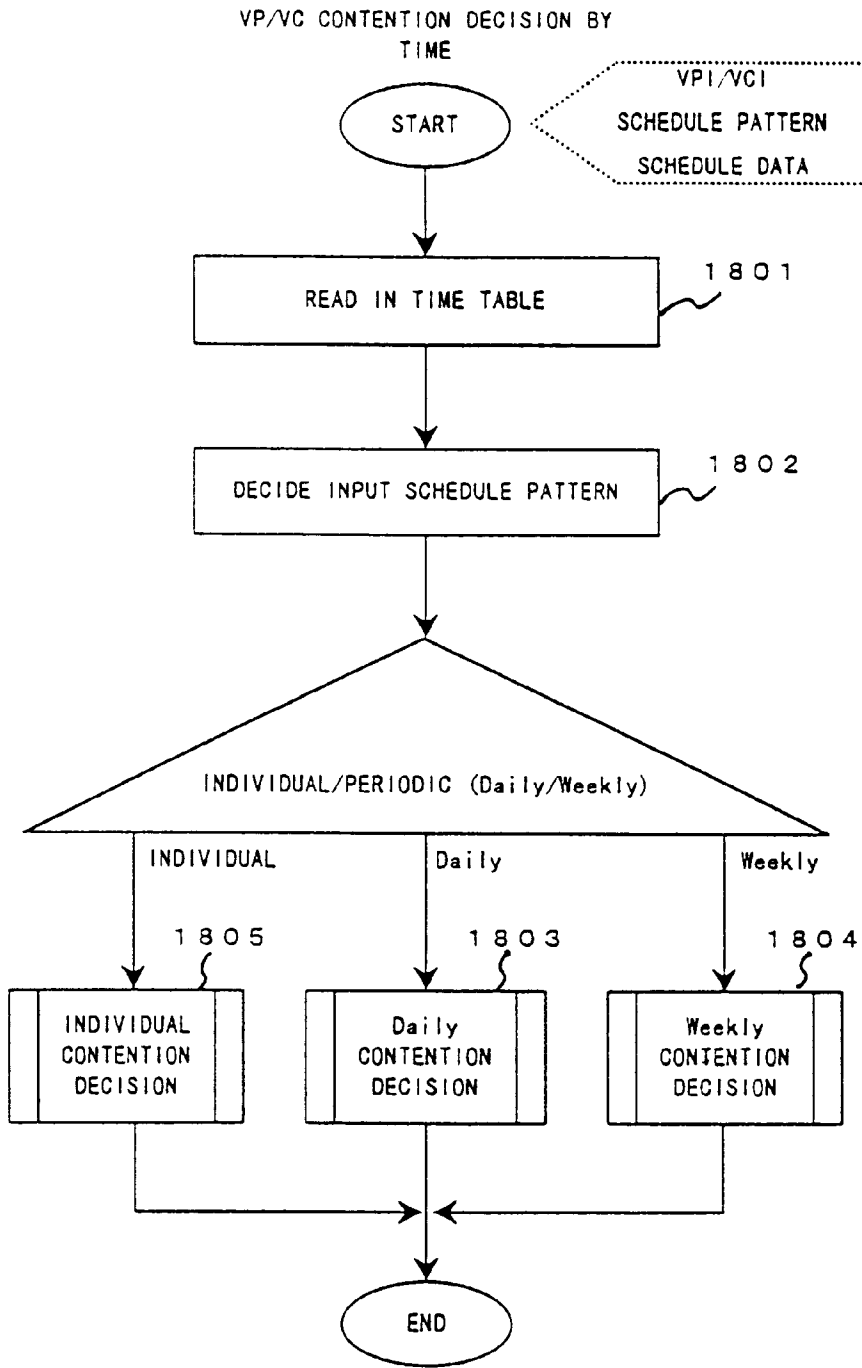 VP/VC CONTENTION DECISION BY
TIME
START
VPI/VCI
SCHEDULE PATTERN
SCHEDULE DATA
READ IN TIME TABLE
1801
DECIDE INPUT SCHEDULE PATTERN
1802
INDIVIDUAL/PERIODIC (Daily/Weekly)
INDIVIDUAL
Daily
Weekly
1805
1803
1804
INDIVIDUAL
CONTENTION
DECISION
Daily
CONTENTION
DECISION
Weekly
CONTENTION
DECISION
END